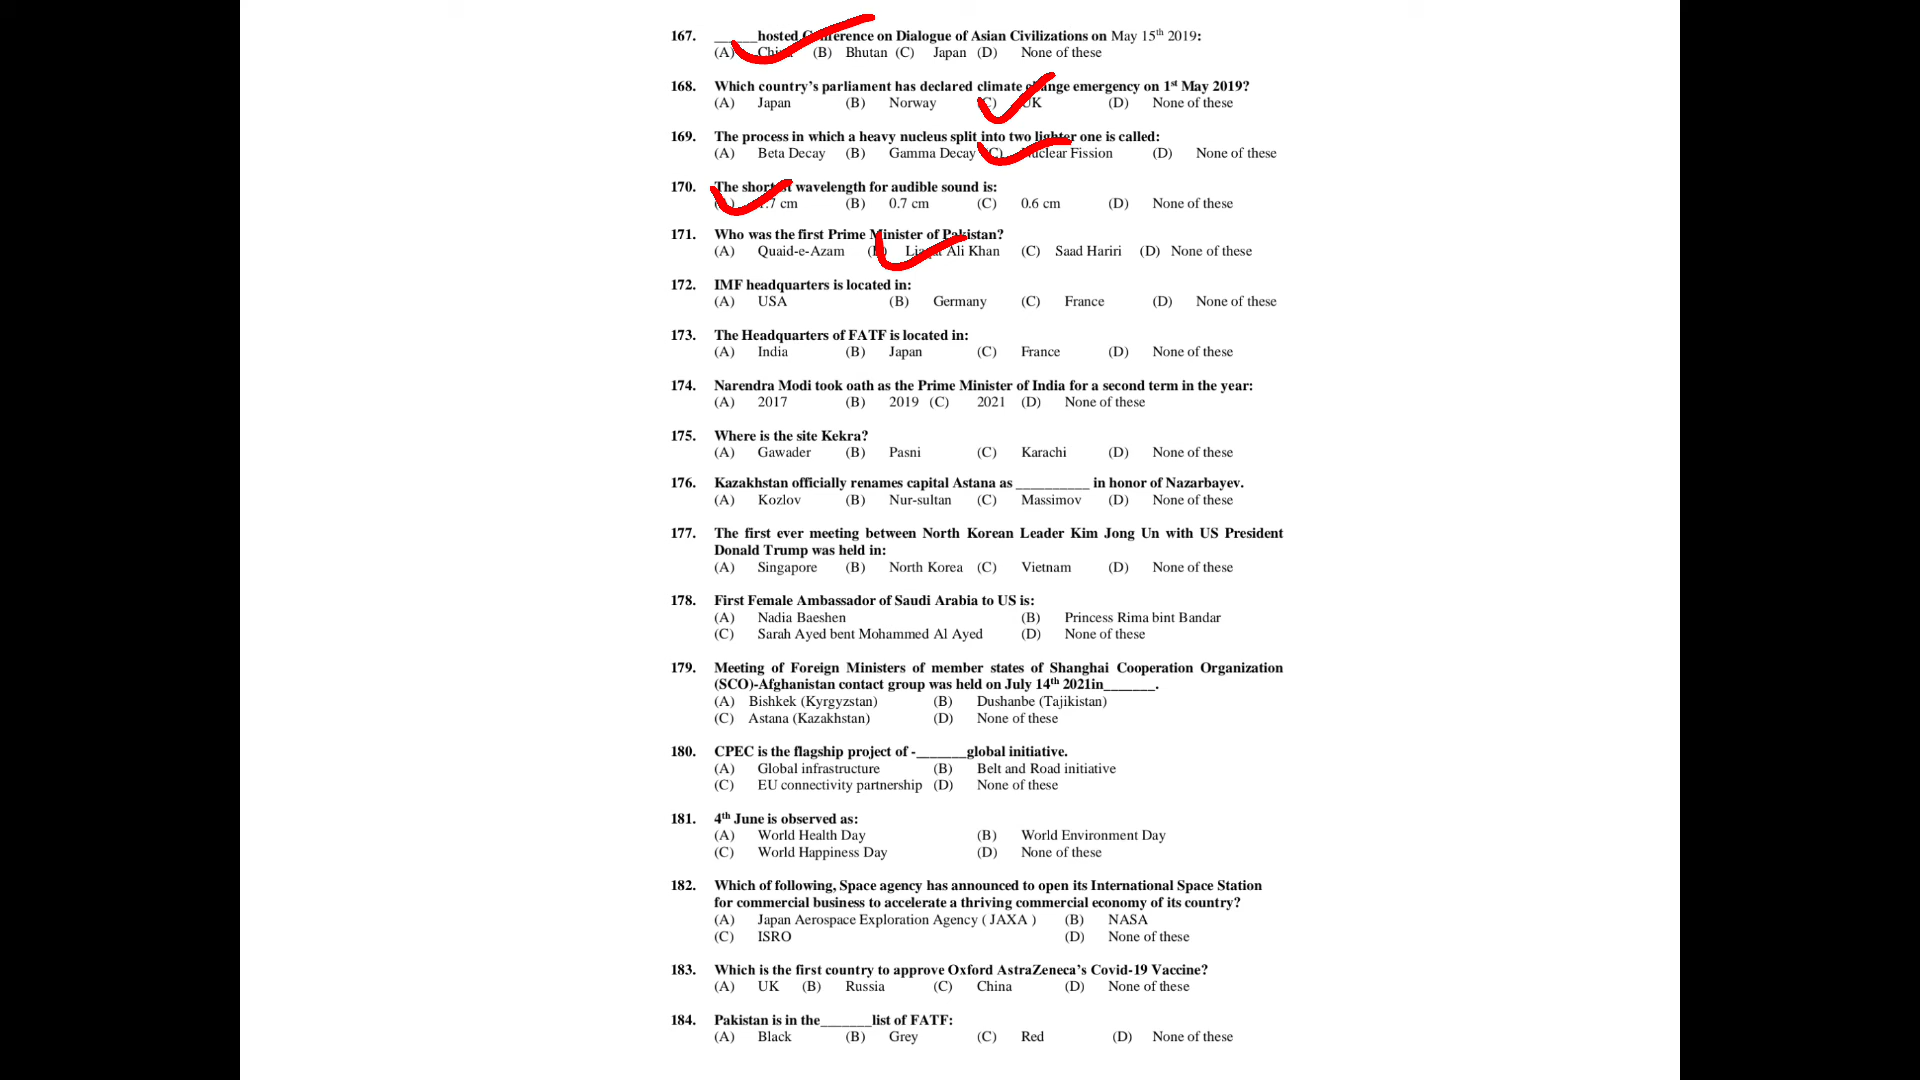 167. ______hosted Conference on Dialogue of Asian Civilizations on May 15th 2019:
(A) China (B) Bhutan (C) Japan (D) None of these
168. Which country's parliament has declared climate change emergency on 1st May 2019?
(A) Japan (B) Norway (C) UK (D) None of these
169. The process in which a heavy nucleus split into two lighter one is called:
(A) Beta Decay (B) Gamma Decay (C) Nuclear Fission (D) None of these
170. The shortest wavelength for audible sound is:
.7 cm (B) 0.7 cm (C) 0.6 cm (D) None of these
171. Who was the first Prime Minister of Pakistan?
(A) Quaid-e-Azam (B) Liaqat Ali Khan (C) Saad Hariri (D) None of these
172. IMF headquarters is located in:
(A) USA (B) Germany (C) France (D) None of these
173. The Headquarters of FATF is located in:
(A) India (B) Japan (C) France (D) None of these
174. Narendra Modi took oath as the Prime Minister of India for a second term in the year:
(A) 2017 (B) 2019 (C) 2021 (D) None of these
175. Where is the site Kekra?
(A) Gawader (B) Pasni (C) Karachi (D) None of these
176. Kazakhstan officially renames capital Astana as __________ in honor of Nazarbayev.
(A) Kozlov (B) Nur-sultan (C) Massimov (D) None of these
177. The first ever meeting between North Korean Leader Kim Jong Un with US President
Donald Trump was held in:
(A) Singapore (B) North Korea (C) Vietnam (D) None of these
178. First Female Ambassador of Saudi Arabia to US is:
(A) Nadia Baeshen (B) Princess Rima bint Bandar
(C) Sarah Ayed bent Mohammed Al Ayed (D) None of these
179. Meeting of Foreign Ministers of member states of Shanghai Cooperation Organization
(SCO)-Afghanistan contact group was held on July 14th 2021in_______.
(A) Bishkek (Kyrgyzstan) (B) Dushanbe (Tajikistan)
(C) Astana (Kazakhstan) (D) None of these
180. CPEC is the flagship project of -_______global initiative.
(A) Global infrastructure (B) Belt and Road initiative
(C) EU connectivity partnership (D) None of these
181. 4th June is observed as:
(A) World Health Day (B) World Environment Day
(C) World Happiness Day (D) None of these
182. Which of following, Space agency has announced to open its International Space Station
for commercial business to accelerate a thriving commercial economy of its country?
(A) Japan Aerospace Exploration Agency ( JAXA ) (B) NASA
(C) ISRO (D) None of these
183. Which is the first country to approve Oxford AstraZeneca's Covid-19 Vaccine?
(A) UK (B) Russia (C) China (D) None of these
184. Pakistan is in the_______list of FATF:
(A) Black (B) Grey (C) Red (D) None of these